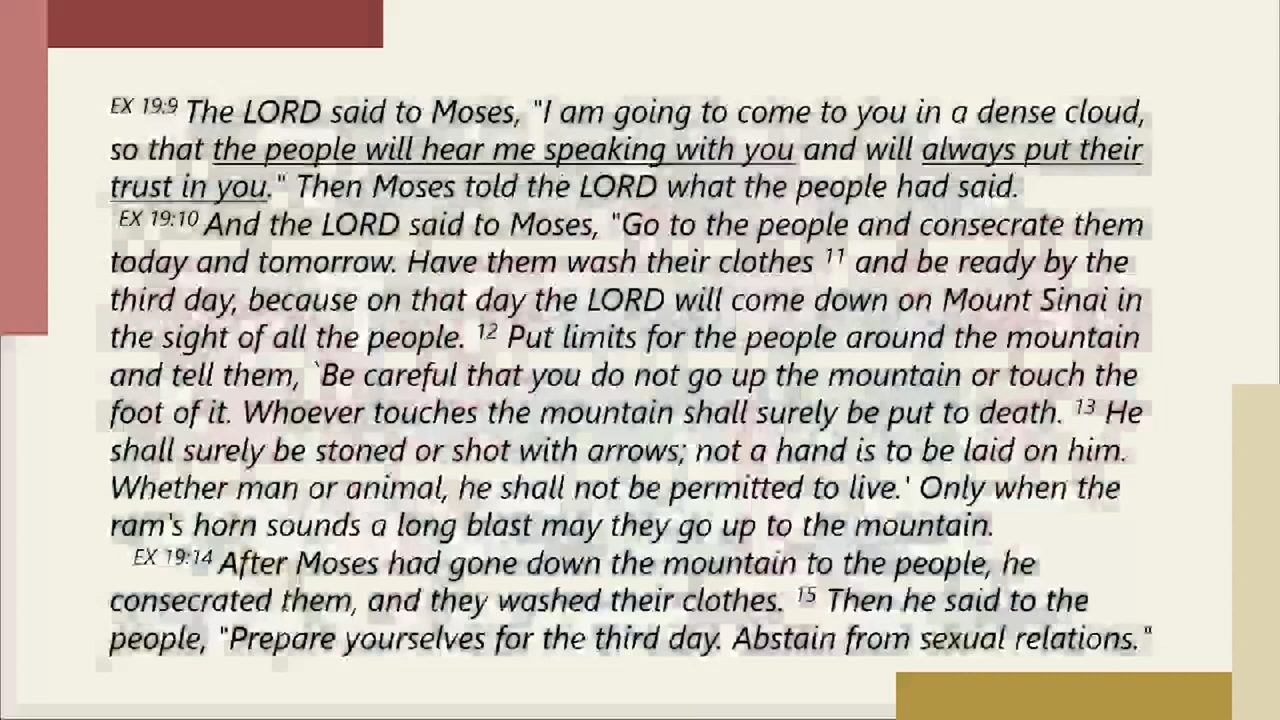 EX 19:9 The LORD said to Moses, "I am going to come to you in a dense cloud,
so that the people will hear me speaking with you and will always put their
trust in you." Then Moses told the LORD what the people had said.
EX 19:10 And the LORD said to Moses, "Go to the people and consecrate them
today and tomorrow. Have them wash their clothes 11 and be ready by the
third day, because on that day the LORD will come down on Mount Sinai in
the sight of all the people. 12 Put limits for the people around the mountain
and tell them, `Be careful that you do not go up the mountain or touch the
foot of it. Whoever touches the mountain shall surely be put to death. 13 He
shall surely be stoned or shot with arrows; not a hand is to be laid on him.
Whether man or animal, he shall not be permitted to live.' Only when the
ram's horn sounds a long blast may they go up to the mountain.
EX 19:14 After Moses had gone down the mountain to the people, he
consecrated them, and they washed their clothes. 15 Then he said to the
people, "Prepare yourselves for the third day. Abstain from sexual relations."